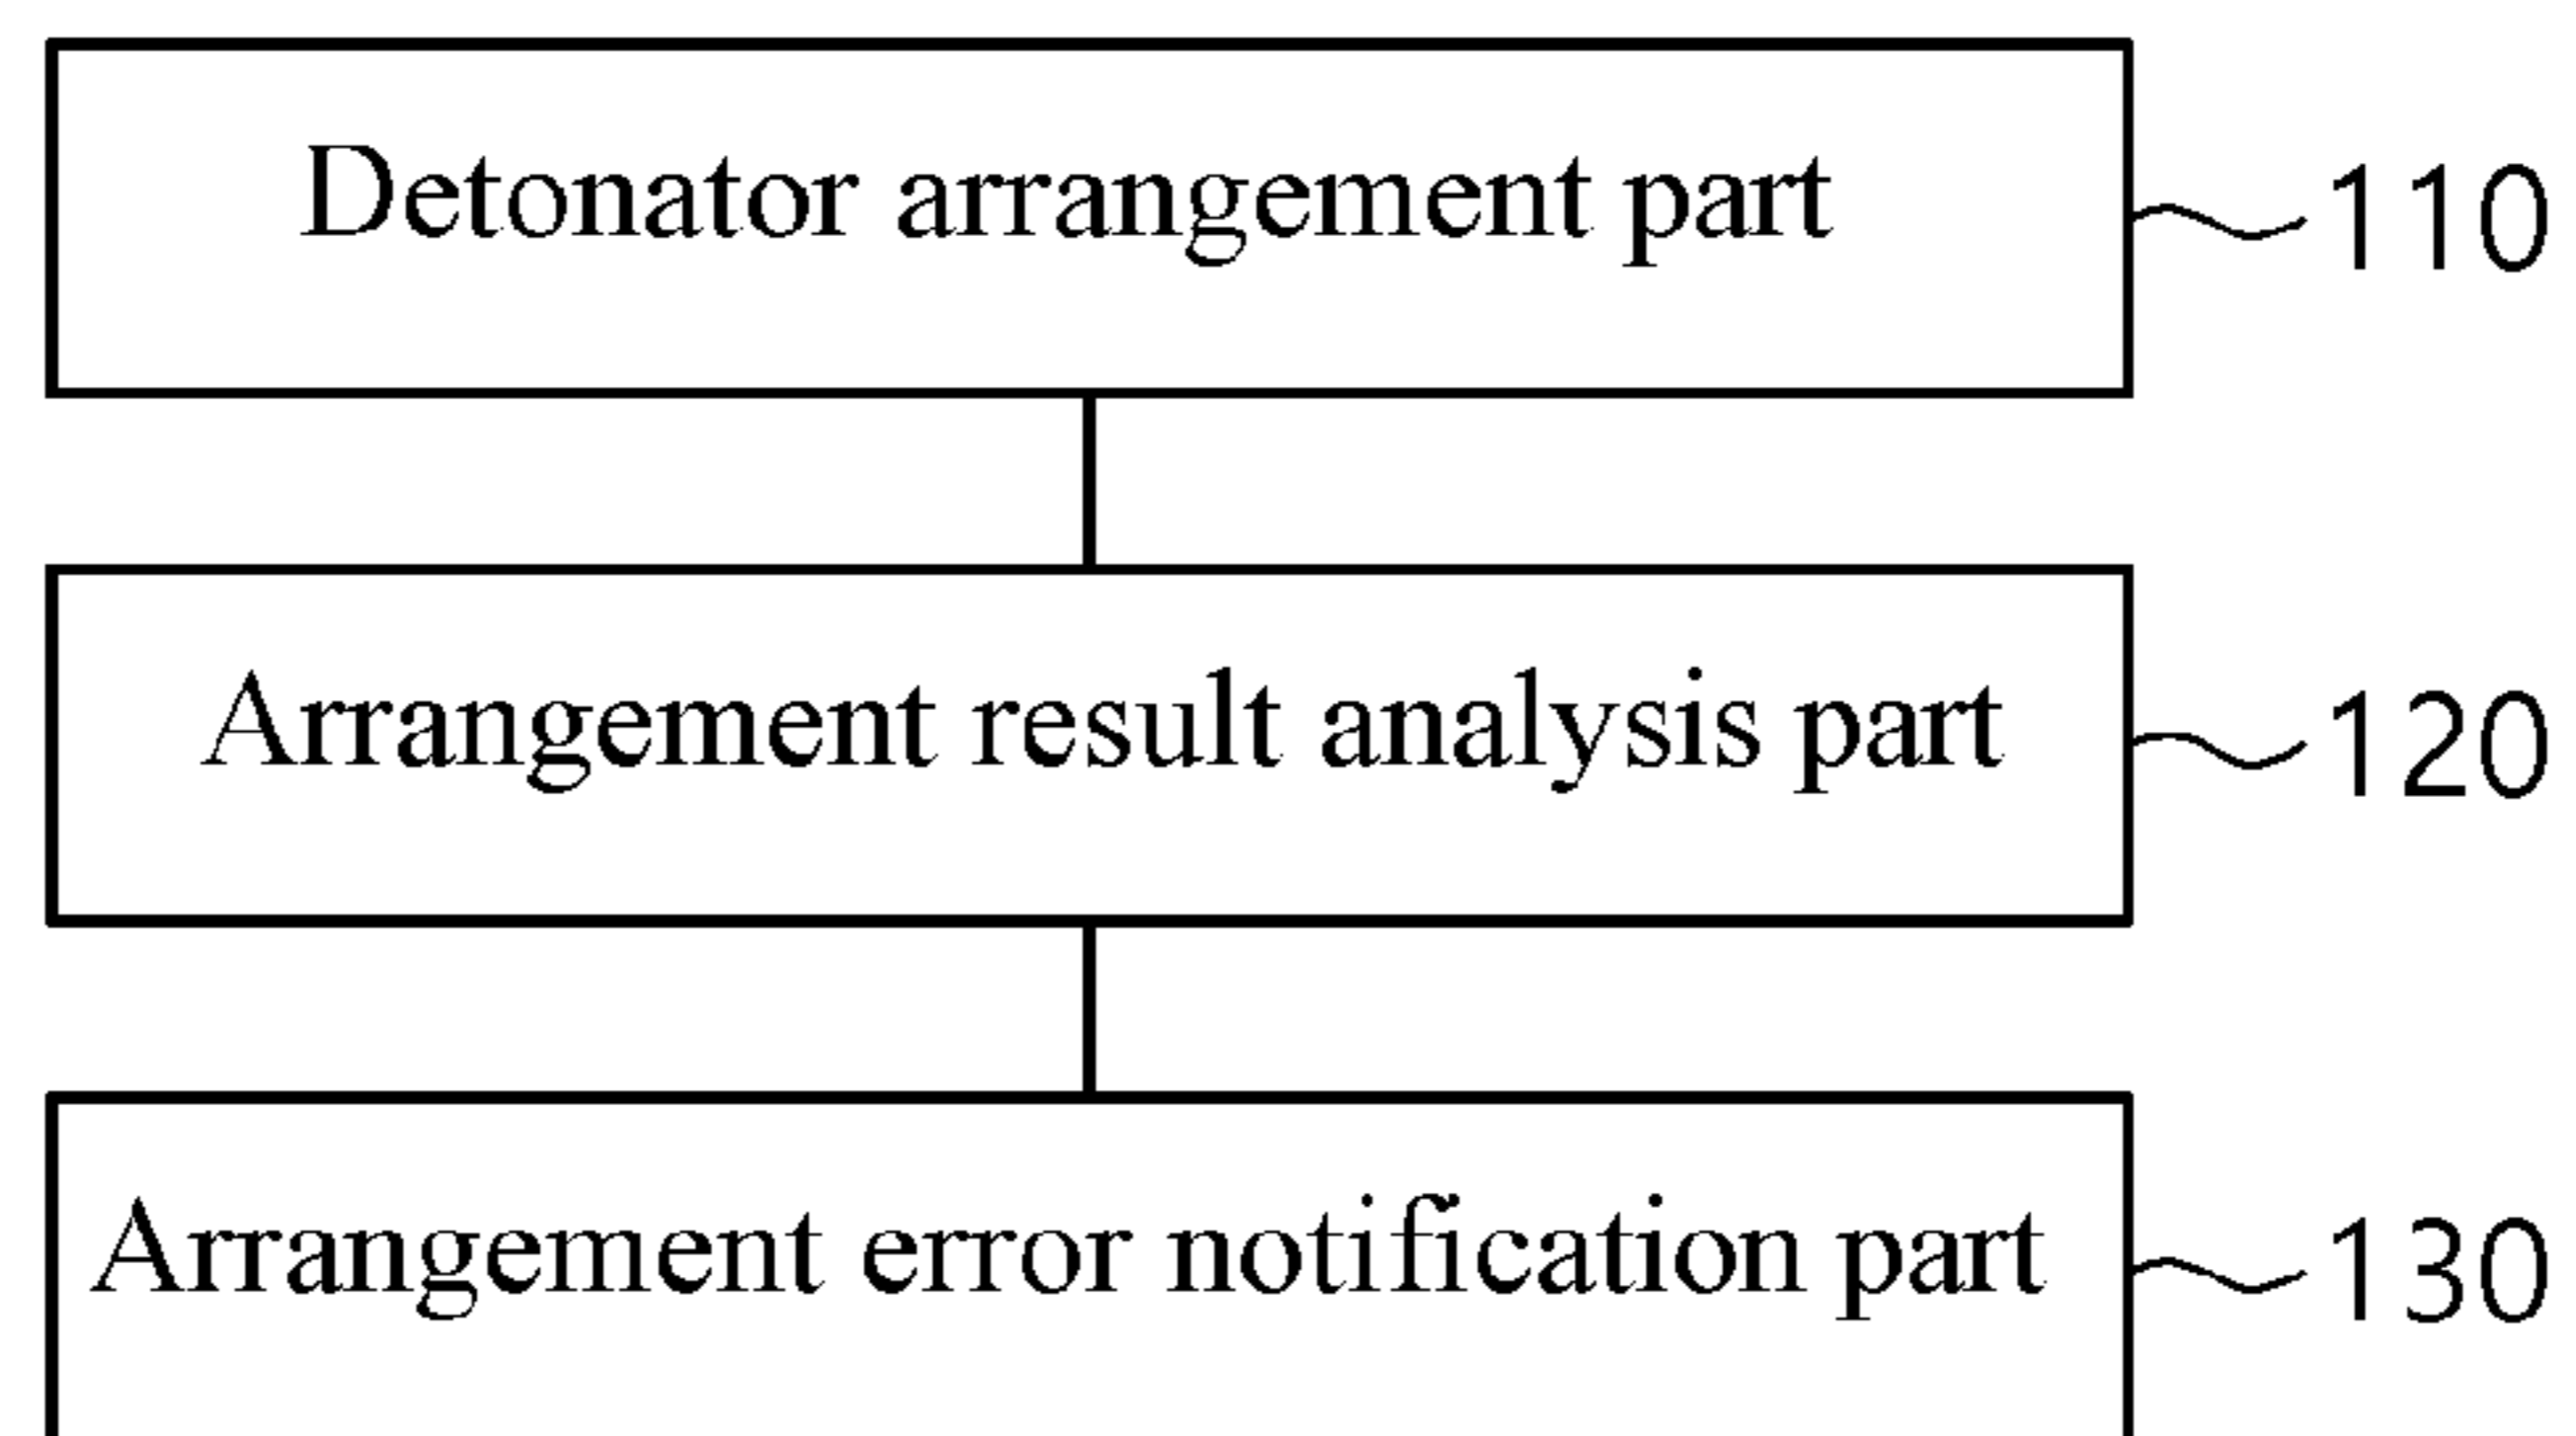 Detonator arrangement part 110
Arrangement result analysis part 120
Arrangement error notification part 130